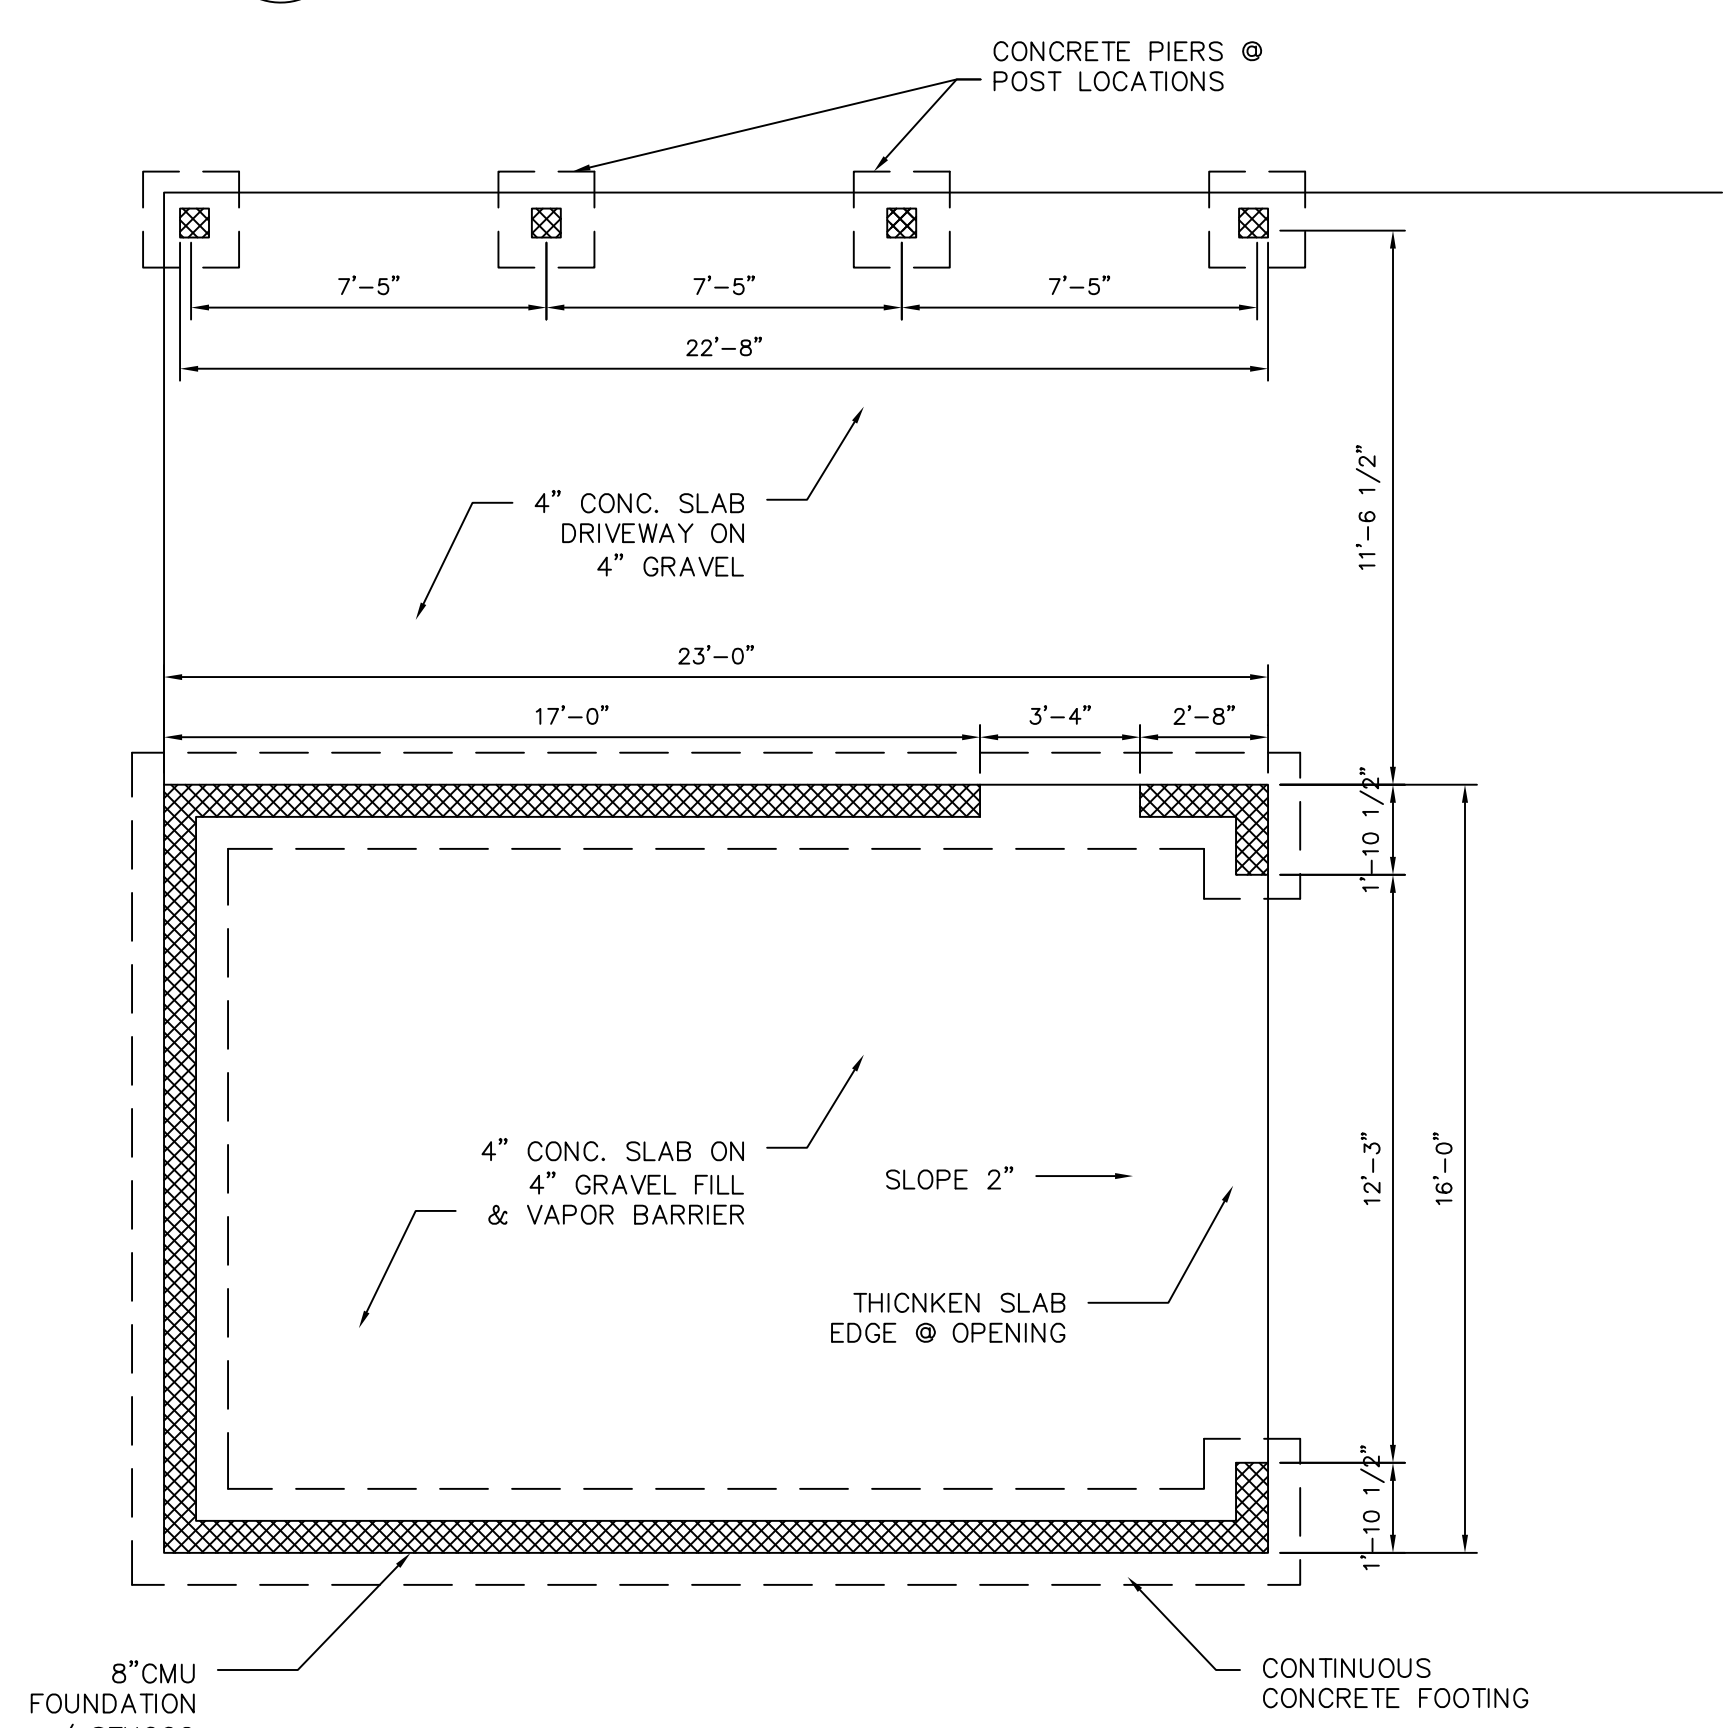 CONCRETE PIERS @
POST LOCATIONS
7'-5"
7'-5"
7'-5"
22'-8"
11'-6 1/2"
4" CONC. SLAB
DRIVEWAY ON
4" GRAVEL
23'-0"
17'-0"
3'-4"
2'-8"
1'-10 1/2"
4" CONC. SLAB ON
4" GRAVEL FILL
& VAPOR BARRIER
SLOPE 2"
12'-3"
16'-0"
THICNKEN SLAB
EDGE @ OPENING
1'-10 1/2"
8"CMU
FOUNDATION
CONTINUOUS
CONCRETE FOOTING